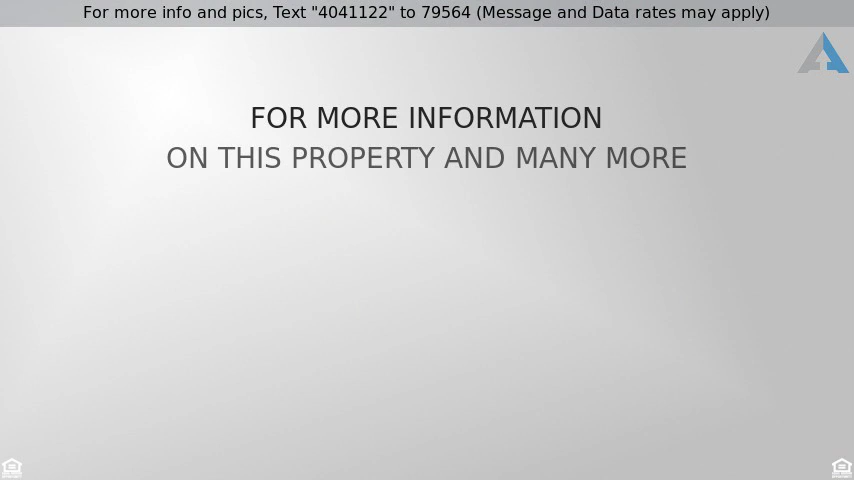 For more info and pics, Text "4041122" to 79564 (Message and Data rates may apply)
FOR MORE INFORMATION
ON THIS PROPERTY AND MANY MORE